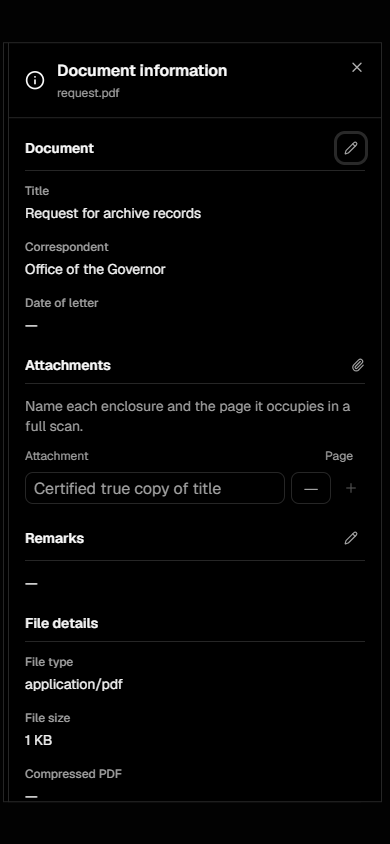 Document information
request.pdf
Document
Title
Request for archive records
Correspondent
Office of the Governor
Date of letter
—
Attachments
Name each enclosure and the page it occupies in a
full scan.
Attachment Page
Certified true copy of title — +
Remarks
—
File details
File type
application/pdf
File size
1 KB
Compressed PDF
—